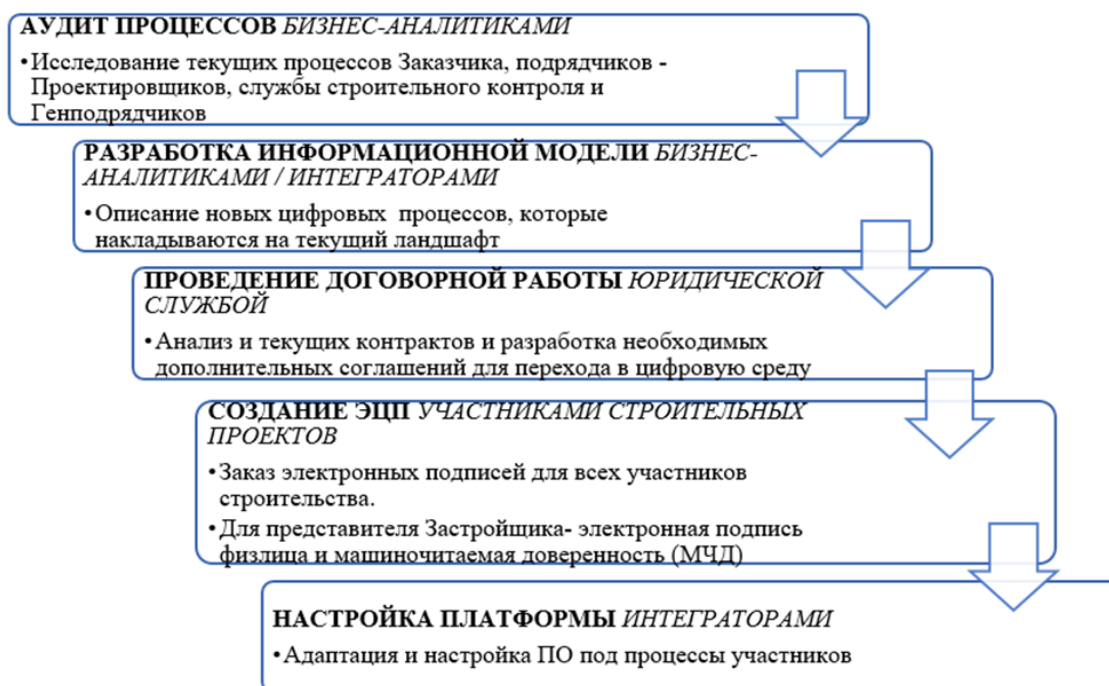 АУДИТ ПРОЦЕССОВ БИЗНЕС-АНАЛИТИКАМИ
•Исследование текущих процессов Заказчика, подрядчиков -
Проектировщиков, службы строительного контроля и
Генподрядчиков
РАЗРАБОТКА ИНФОРМАЦИОННОЙ МОДЕЛИ БИЗНЕС-
АНАЛИТИКАМИ / ИНТЕГРАТОРАМИ
•Описание новых цифровых процессов, которые
накладываются на текущий ландшафт
ПРОВЕДЕНИЕ ДОГОВОРНОЙ РАБОТЫ ЮРИДИЧЕСКОЙ
СЛУЖБОЙ
•Анализ и текущих контрактов и разработка необходимых
дополнительных соглашений для перехода в цифровую среду
СОЗДАНИЕ ЭЦП УЧАСТНИКАМИ СТРОИТЕЛЬНЫХ
ПРОЕКТОВ
•Заказ электронных подписей для всех участников
строительства.
•Для представителя Застройщика- электронная подпись
физлица и машиночитаемая доверенность (МЧД)
НАСТРОЙКА ПЛАТФОРМЫ ИНТЕГРАТОРАМИ
•Адаптация и настройка ПО под процессы участников